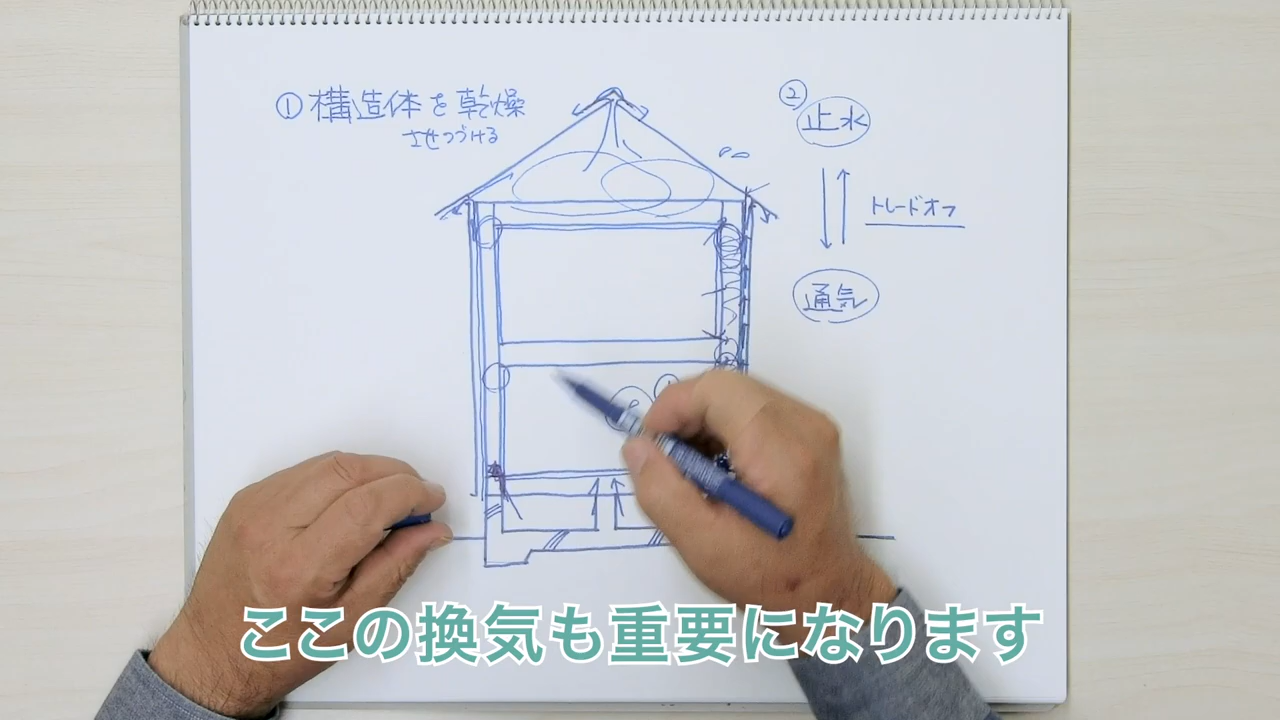 ① 構造体を乾燥
させつづける
②
止水
トレードオフ
通気
ここの換気も重要になります